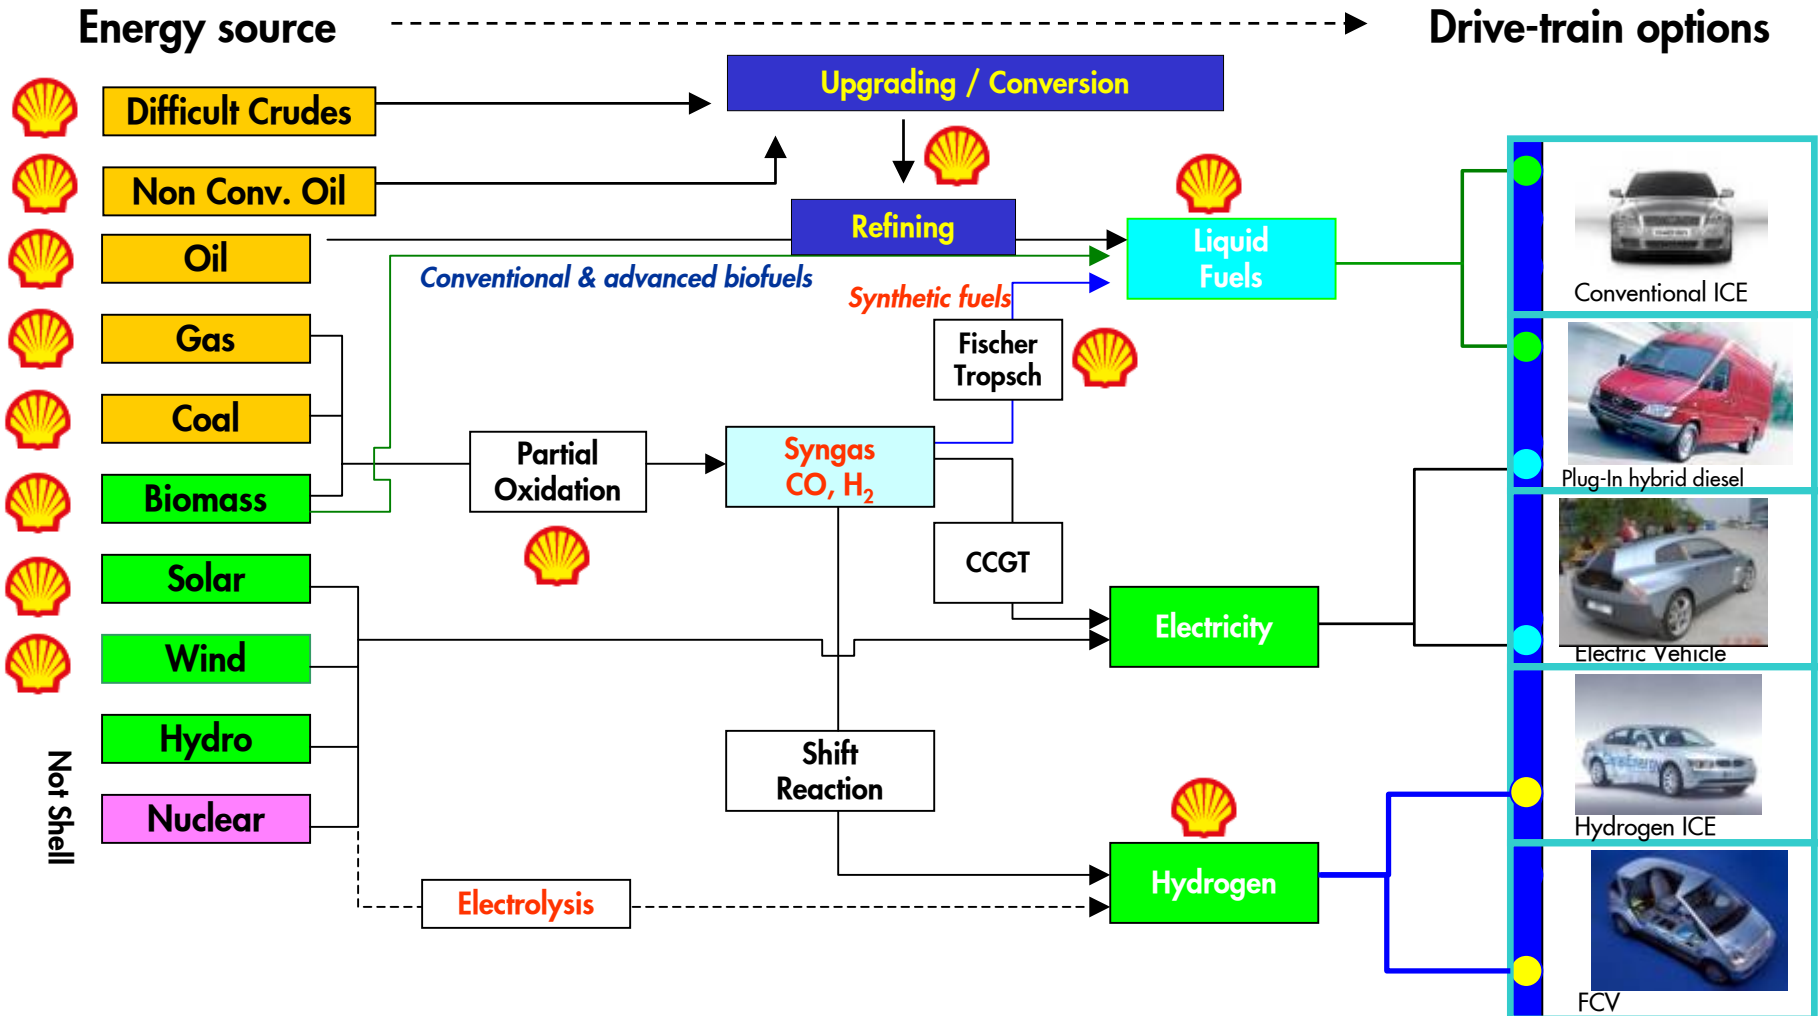 Energy source
Drive-train options
Upgrading / Conversion
Difficult Crudes
Non Conv. Oil
Refining
Oil
Liquid
Fuels
Conventional & advanced biofuels
Synthetic fuels
Conventional ICE
Gas
Fischer
Tropsch
Coal
Partial
Oxidation
Syngas
CO, H₂
Plug-In hybrid diesel
Biomass
Solar
CCGT
Electricity
Electric Vehicle
Wind
Hydro
Shift
Reaction
Not Shell
Nuclear
Hydrogen ICE
Hydrogen
Electrolysis
FCV